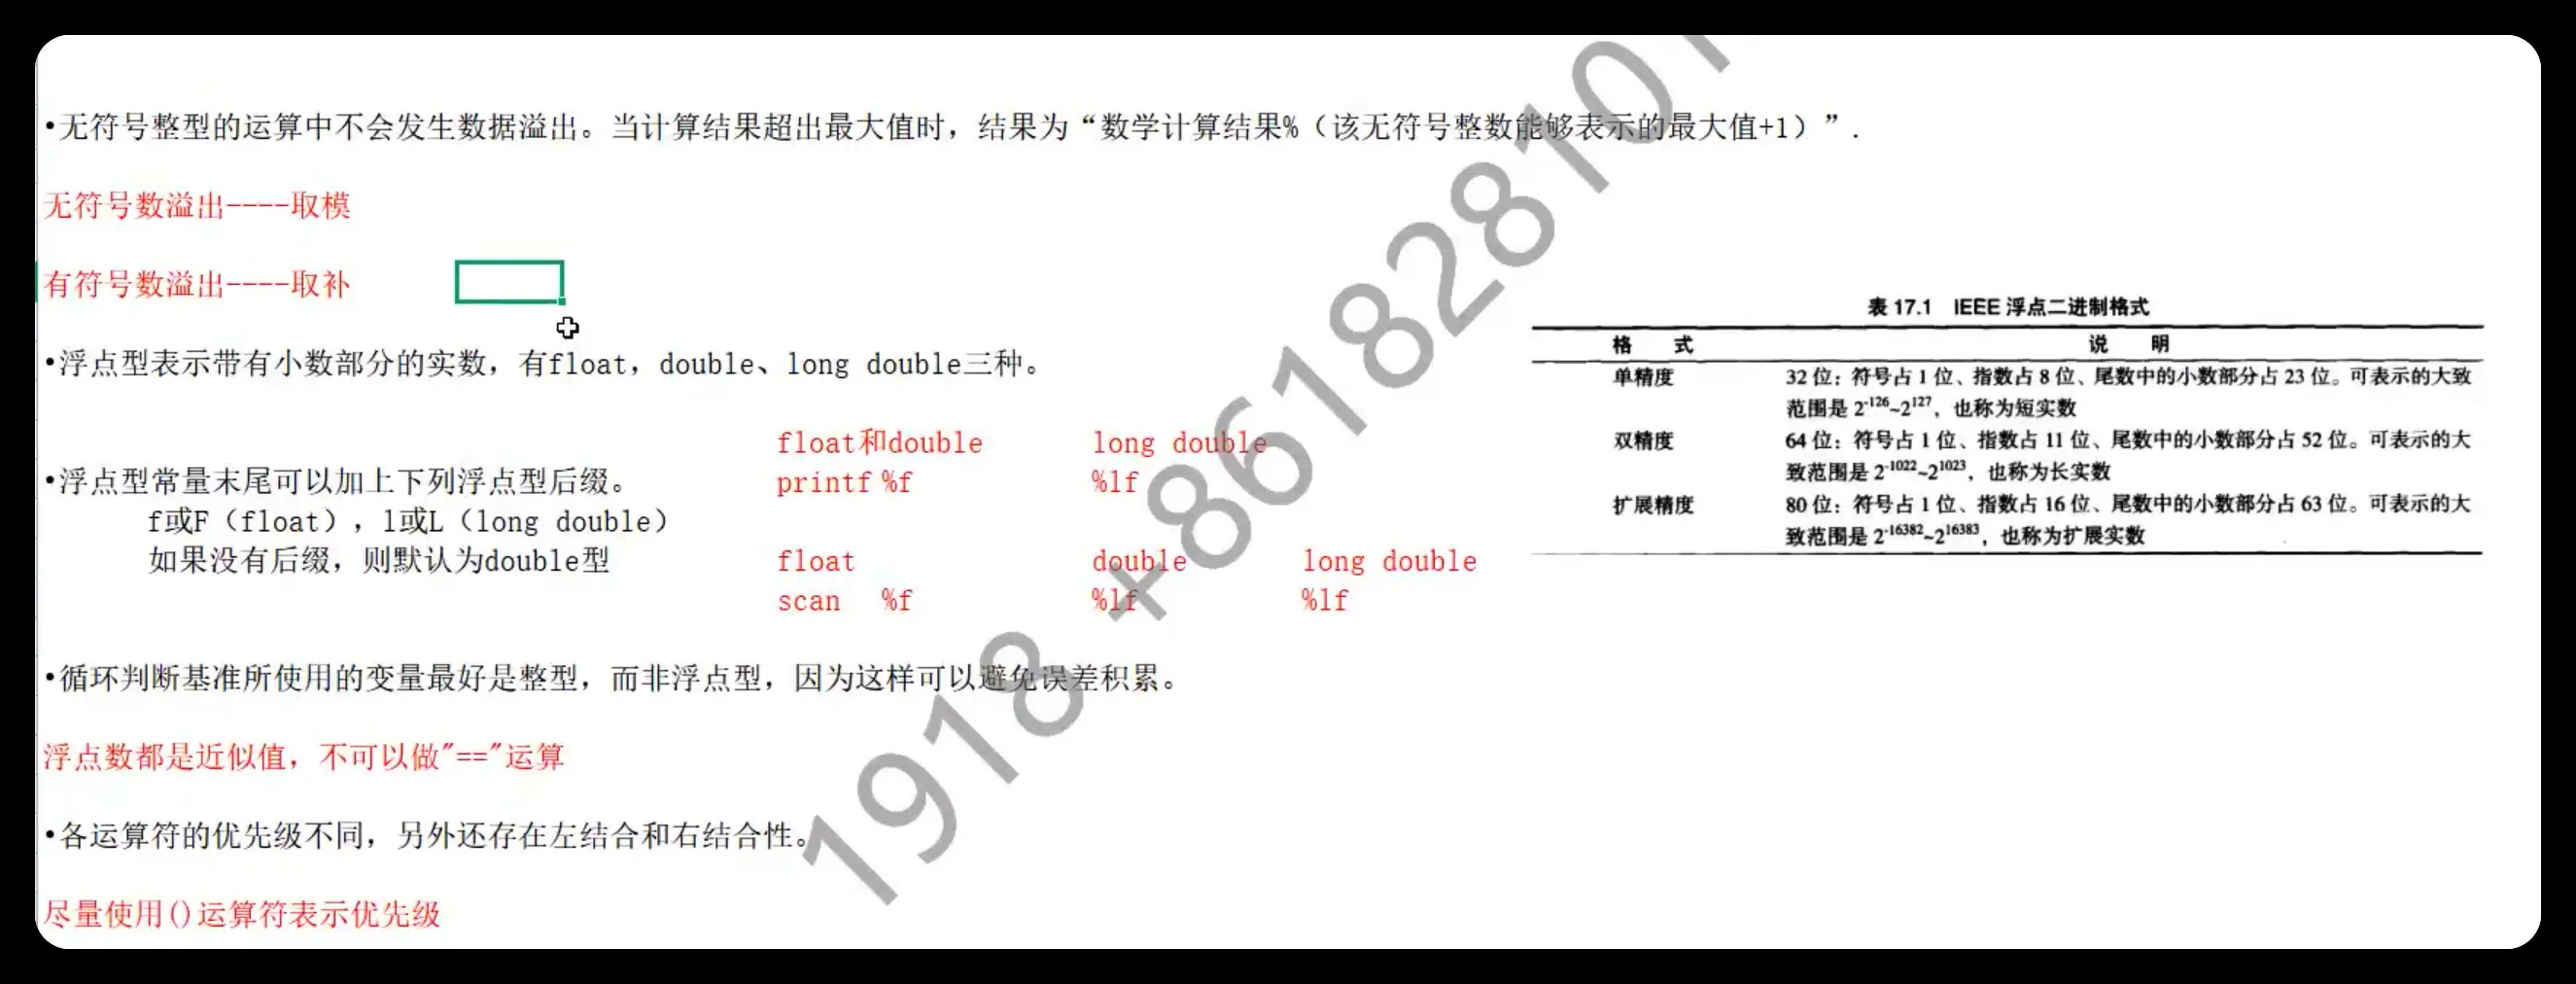 •无符号整型的运算中不会发生数据溢出。当计算结果超出最大值时，结果为“数学计算结果%（该无符号整数能够表示的最大值+1）”.
无符号数溢出----取模
有符号数溢出----取补
•浮点型表示带有小数部分的实数，有float，double、long double三种。
float和double long double
•浮点型常量末尾可以加上下列浮点型后缀。 printf %f %lf
f或F（float），l或L（long double）
如果没有后缀，则默认为double型 float double long double
scan %f %lf %lf
•循环判断基准所使用的变量最好是整型，而非浮点型，因为这样可以避免误差积累。
浮点数都是近似值，不可以做"=="运算
•各运算符的优先级不同，另外还存在左结合和右结合性。
尽量使用()运算符表示优先级
表 17.1 IEEE 浮点二进制格式
格 式 说 明
单精度 32 位：符号占 1 位、指数占 8 位、尾数中的小数部分占 23 位。可表示的大致
范围是 2^-126~2^127，也称为短实数
双精度 64 位：符号占 1 位、指数占 11 位、尾数中的小数部分占 52 位。可表示的大
致范围是 2^-1022~2^1023，也称为长实数
扩展精度 80 位：符号占 1 位、指数占 16 位、尾数中的小数部分占 63 位。可表示的大
致范围是 2^-16382~2^16383，也称为扩展实数
1918 +861828101